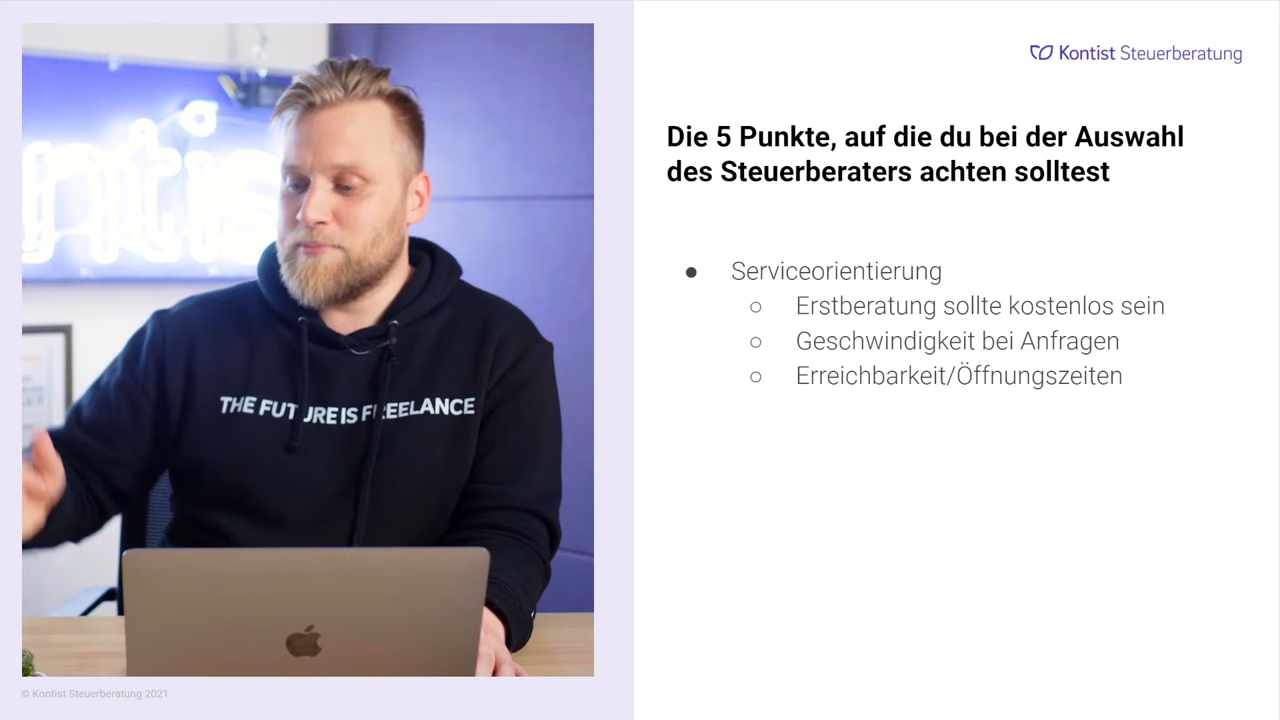 Kontist Steuerberatung
Die 5 Punkte, auf die du bei der Auswahl
des Steuerberaters achten solltest
● Serviceorientierung
○ Erstberatung sollte kostenlos sein
○ Geschwindigkeit bei Anfragen
○ Erreichbarkeit/Öffnungszeiten
ntis
THE FUTURE IS FREELANCE
© Kontist Steuerberatung 2021